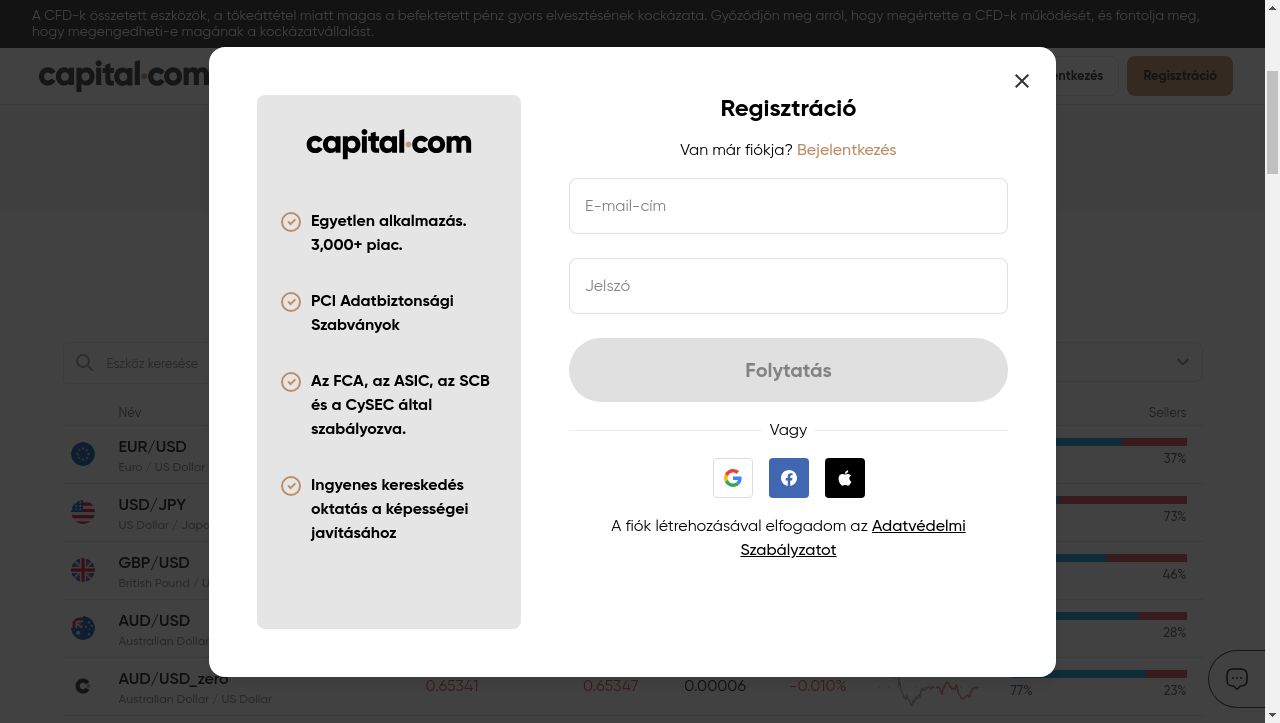 A CFD-k összetett eszközök, a tőkeáttétel miatt magas a befektetett pénz gyors elvesztésének kockázata. Győződjön meg arról, hogy megértette a CFD-k működését, és fontolja meg,
hogy megengedheti-e magának a kockázatvállalást.
capital.com
entkezés
Regisztráció
capital.com
Egyetlen alkalmazás.
3,000+ piac.
PCI Adatbiztonsági
Szabványok
Az FCA, az ASIC, az SCB
és a CySEC által
szabályozva.
Ingyenes kereskedés
oktatás a képességei
javításához
Regisztráció
Van már fiókja? Bejelentkezés
E-mail-cím
Jelszó
Folytatás
Vagy
A fiók létrehozásával elfogadom az Adatvédelmi
Szabályzatot
Eszköz keresése
Név
Sellers
EUR/USD
Euro / US Dollar
37%
USD/JPY
US Dollar / Japa
73%
GBP/USD
British Pound / U
46%
AUD/USD
Australian Dollar
28%
AUD/USD_zero
Australian Dollar / US Dollar
0.65341
0.65347
0.00006
-0.010%
77%
23%